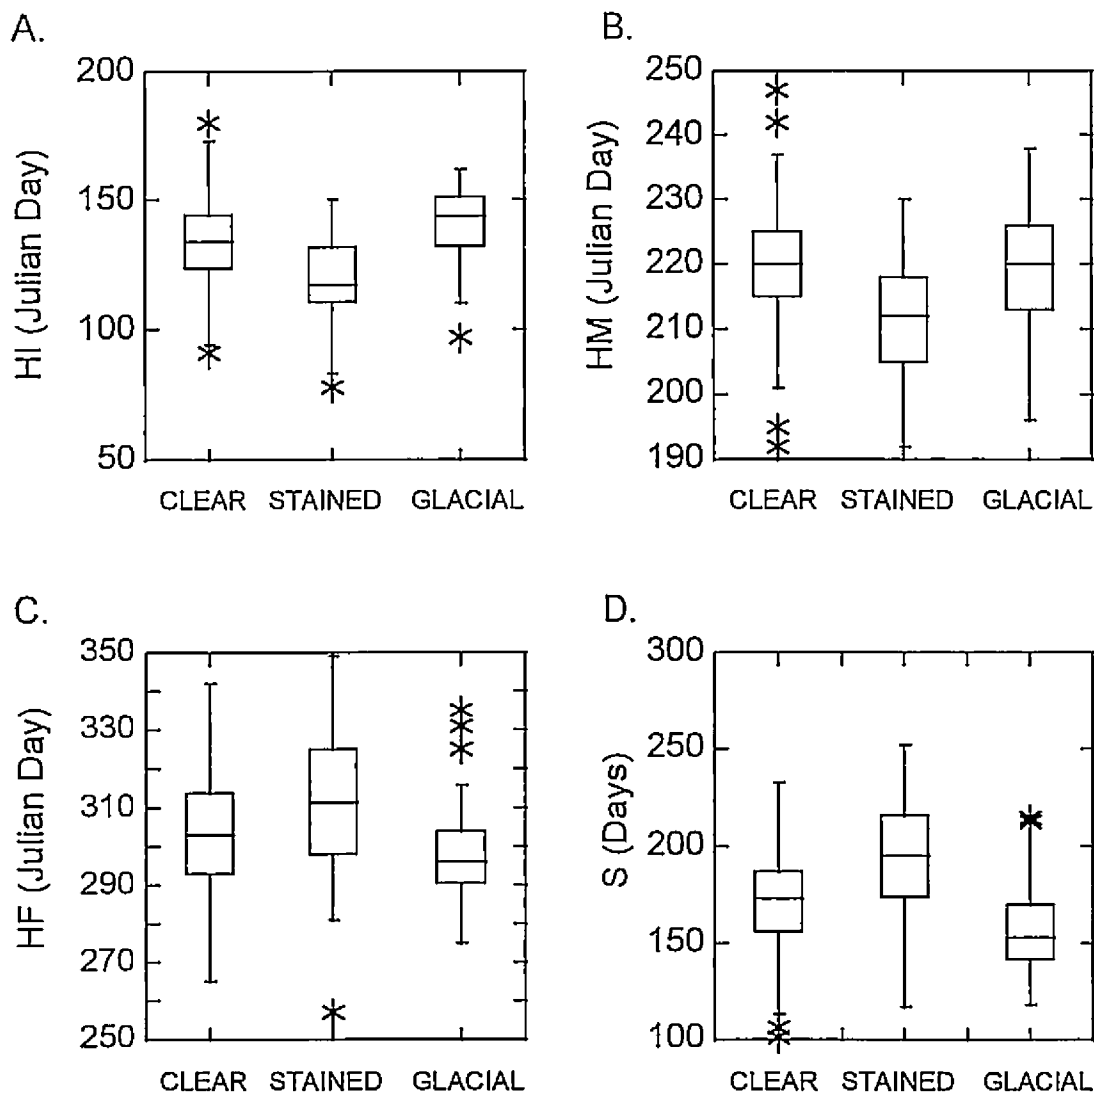 A.
200
150
100
50
HI (Julian Day)
CLEAR STAINED GLACIAL
B.
250
240
230
220
210
200
190
HM (Julian Day)
CLEAR STAINED GLACIAL
C.
350
330
310
290
270
250
HF (Julian Day)
CLEAR STAINED GLACIAL
D.
300
250
200
150
100
S (Days)
CLEAR STAINED GLACIAL